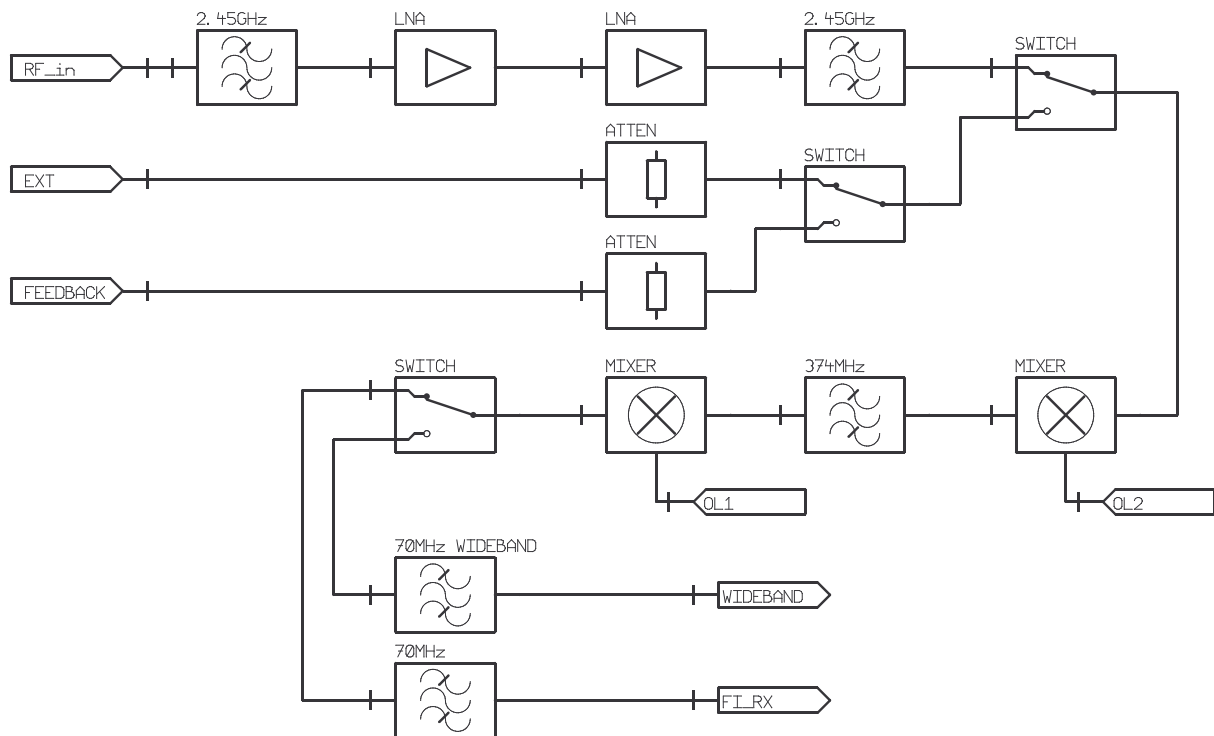 2.45GHz
LNA
LNA
2.45GHz
SWITCH
RF_in
ATTEN
SWITCH
EXT
ATTEN
FEEDBACK
SWITCH
MIXER
374MHz
MIXER
OL1
OL2
70MHz WIDEBAND
WIDEBAND
70MHz
FI_RX